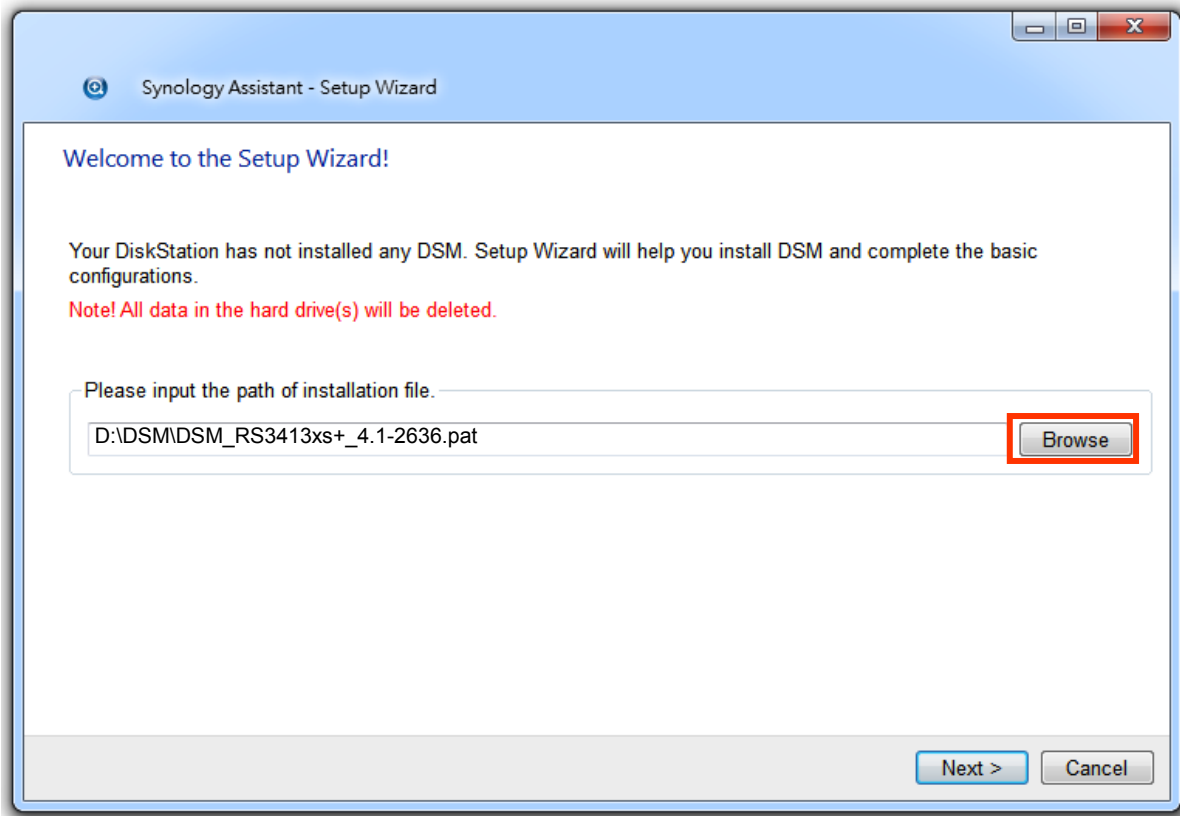 Synology Assistant - Setup Wizard
Welcome to the Setup Wizard!
Your DiskStation has not installed any DSM. Setup Wizard will help you install DSM and complete the basic
configurations.
Note! All data in the hard drive(s) will be deleted.
Please input the path of installation file.
D:\DSM\DSM_RS3413xs+_4.1-2636.pat
Browse
Next >
Cancel